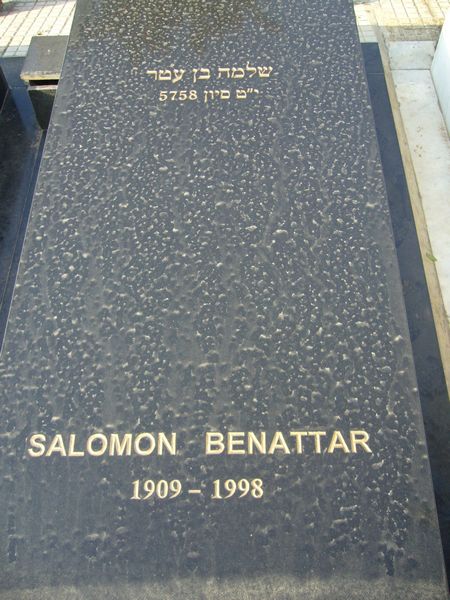 שלמה בן עטר
י״ט סיון 5758
SALOMON BENATTAR
1909 – 1998